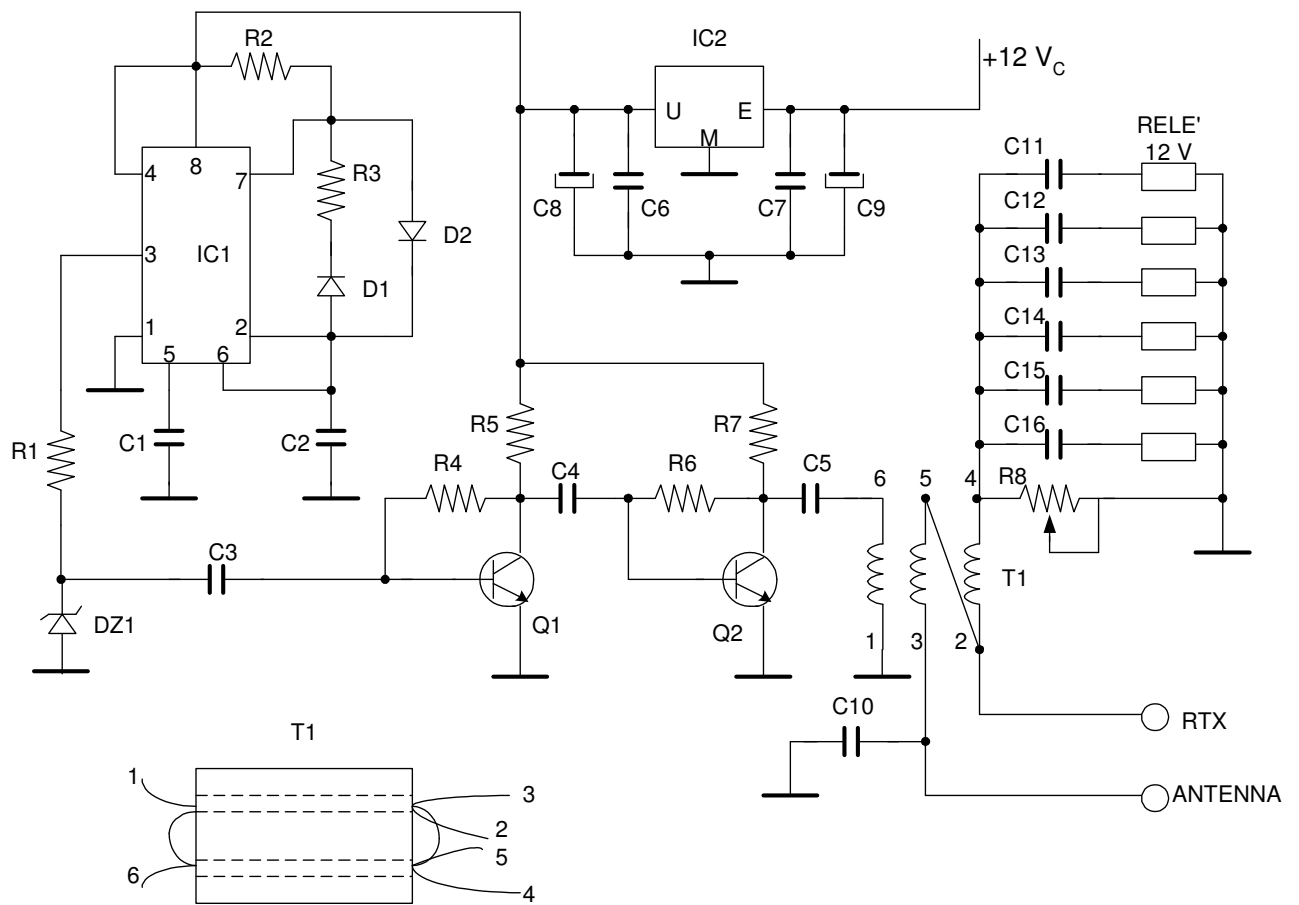 R2
IC2
+12 V_C
U
E
M
RELE'
12 V
C11
4
8
7
R3
C8
C6
C7
C9
C12
D2
3
IC1
C13
D1
1
2
C14
5
6
C15
R1
C1
C2
R5
R7
C16
R4
C4
R6
C5
6
5
4
R8
C3
T1
DZ1
Q1
Q2
1
3
2
C10
RTX
T1
ANTENNA
1
3
2
5
6
4